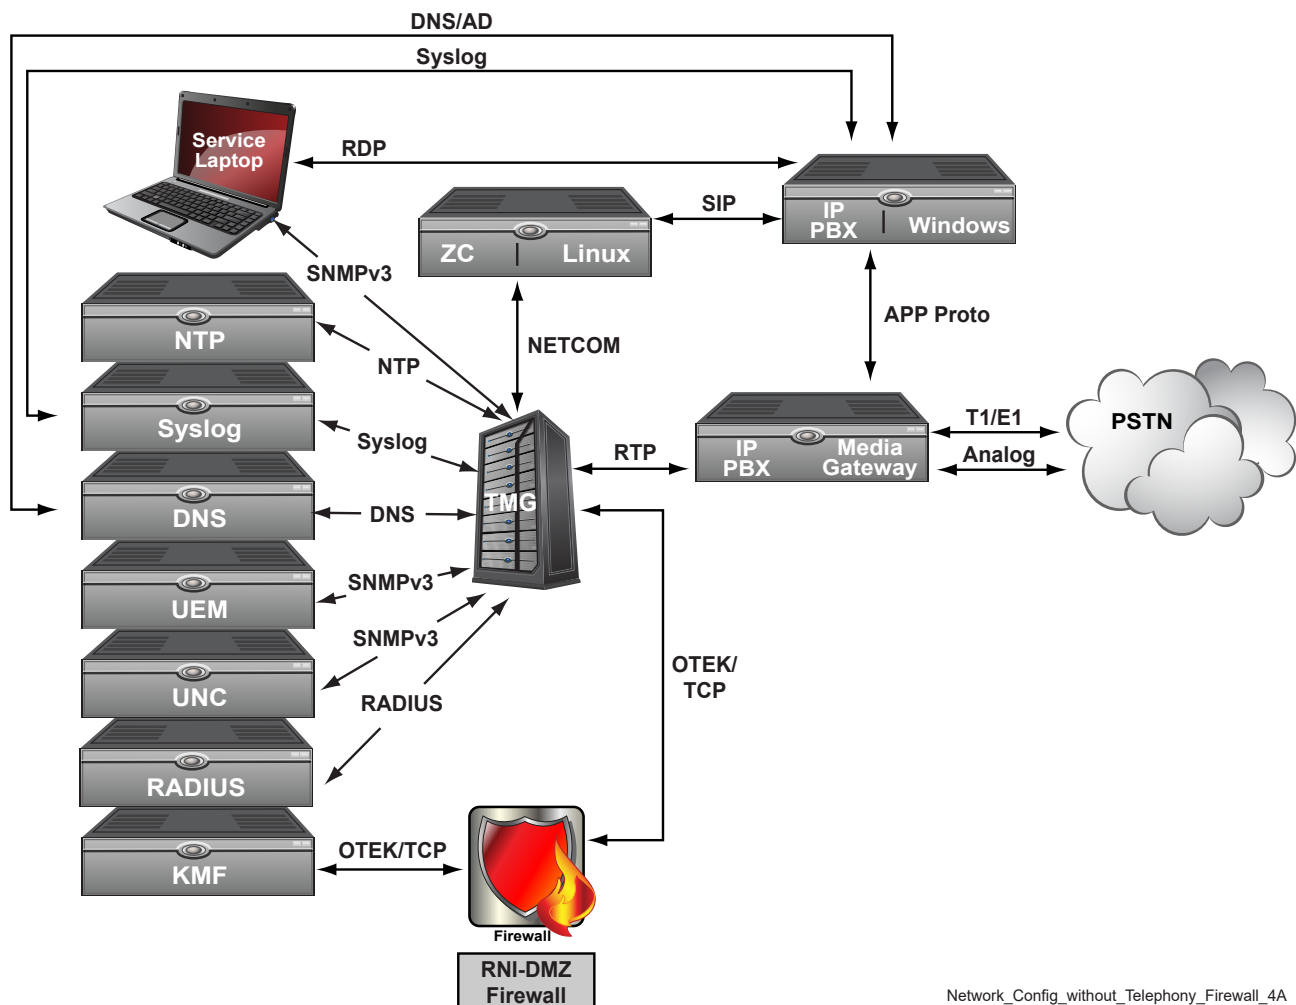 DNS/AD
Syslog
Service
Laptop
RDP
SIP
IP
PBX | Windows
ZC | Linux
SNMPv3
APP Proto
NTP
NTP
NETCOM
Syslog
Syslog
T1/E1
PSTN
IP
PBX
Media
Gateway
Analog
RTP
TMG
DNS
DNS
SNMPv3
UEM
SNMPv3
UNC
OTEK/
TCP
RADIUS
RADIUS
OTEK/TCP
KMF
Firewall
RNI-DMZ
Firewall
Network_Config_without_Telephony_Firewall_4A